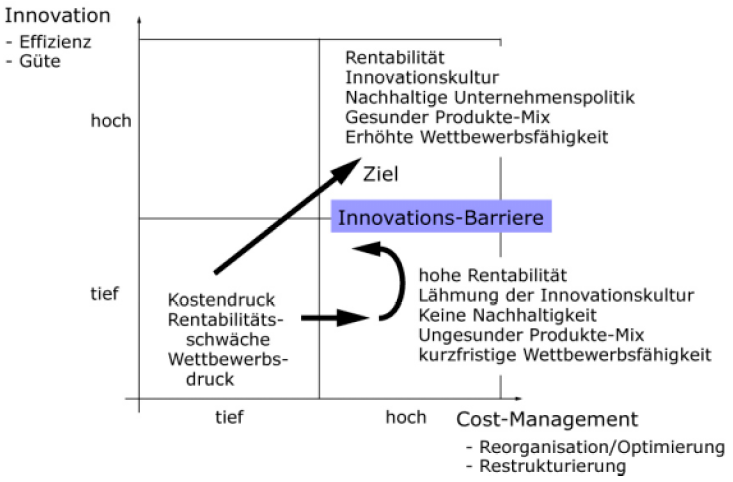 Innovation
- Effizienz
- Güte
hoch
Rentabilität
Innovationskultur
Nachhaltige Unternehmenspolitik
Gesunder Produkte-Mix
Erhöhte Wettbewerbsfähigkeit
Ziel
Innovations-Barriere
tief
Kostendruck
Rentabilitäts-
schwäche
Wettbewerbs-
druck
hohe Rentabilität
Lähmung der Innovationskultur
Keine Nachhaltigkeit
Ungesunder Produkte-Mix
kurzfristige Wettbewerbsfähigkeit
tief
hoch
Cost-Management
- Reorganisation/Optimierung
- Restrukturierung